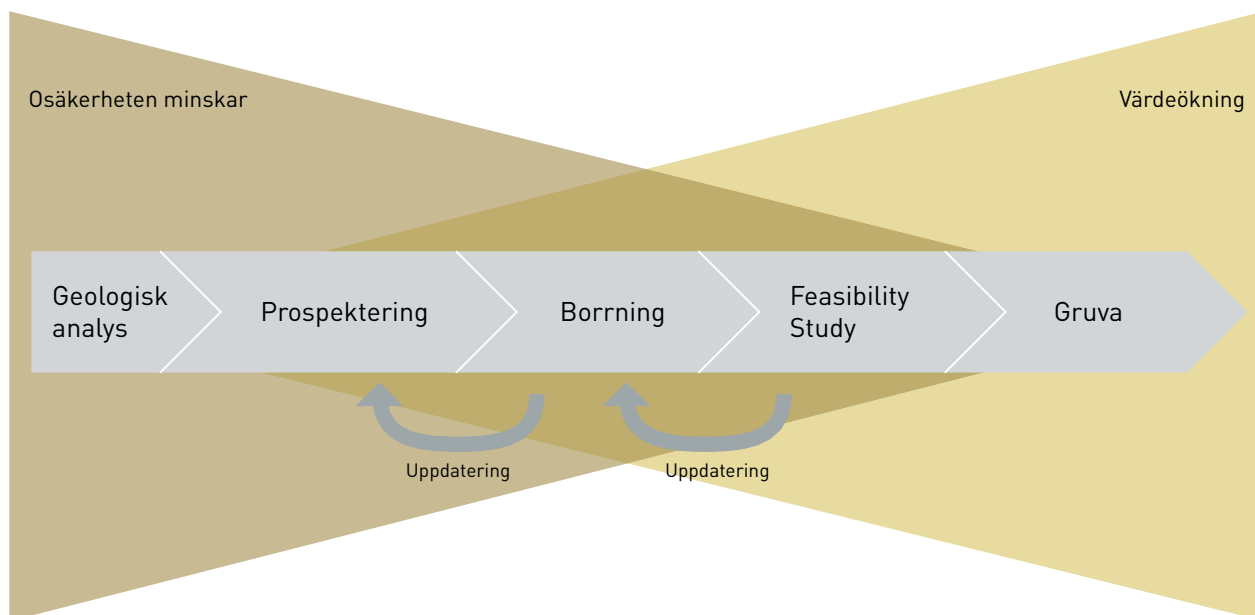 Osäkerheten minskar
Värdeökning
Geologisk
analys
Prospektering
Borrning
Feasibility
Study
Gruva
Uppdatering
Uppdatering